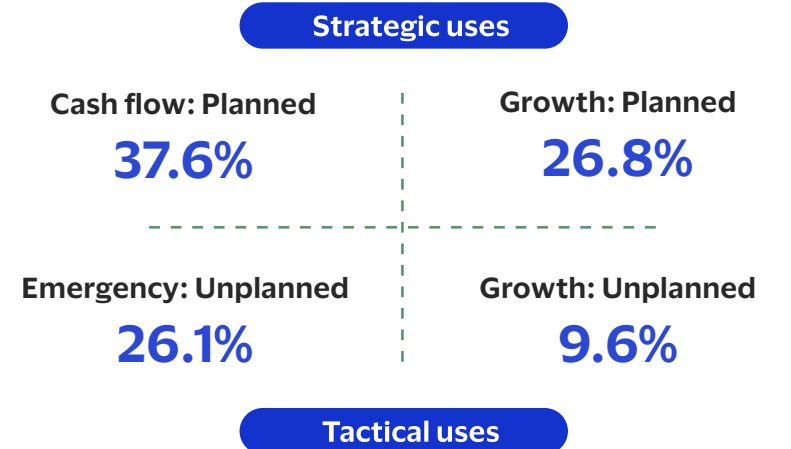 Strategic uses
Cash flow: Planned
37.6%
Growth: Planned
26.8%
Emergency: Unplanned
26.1%
Growth: Unplanned
9.6%
Tactical uses